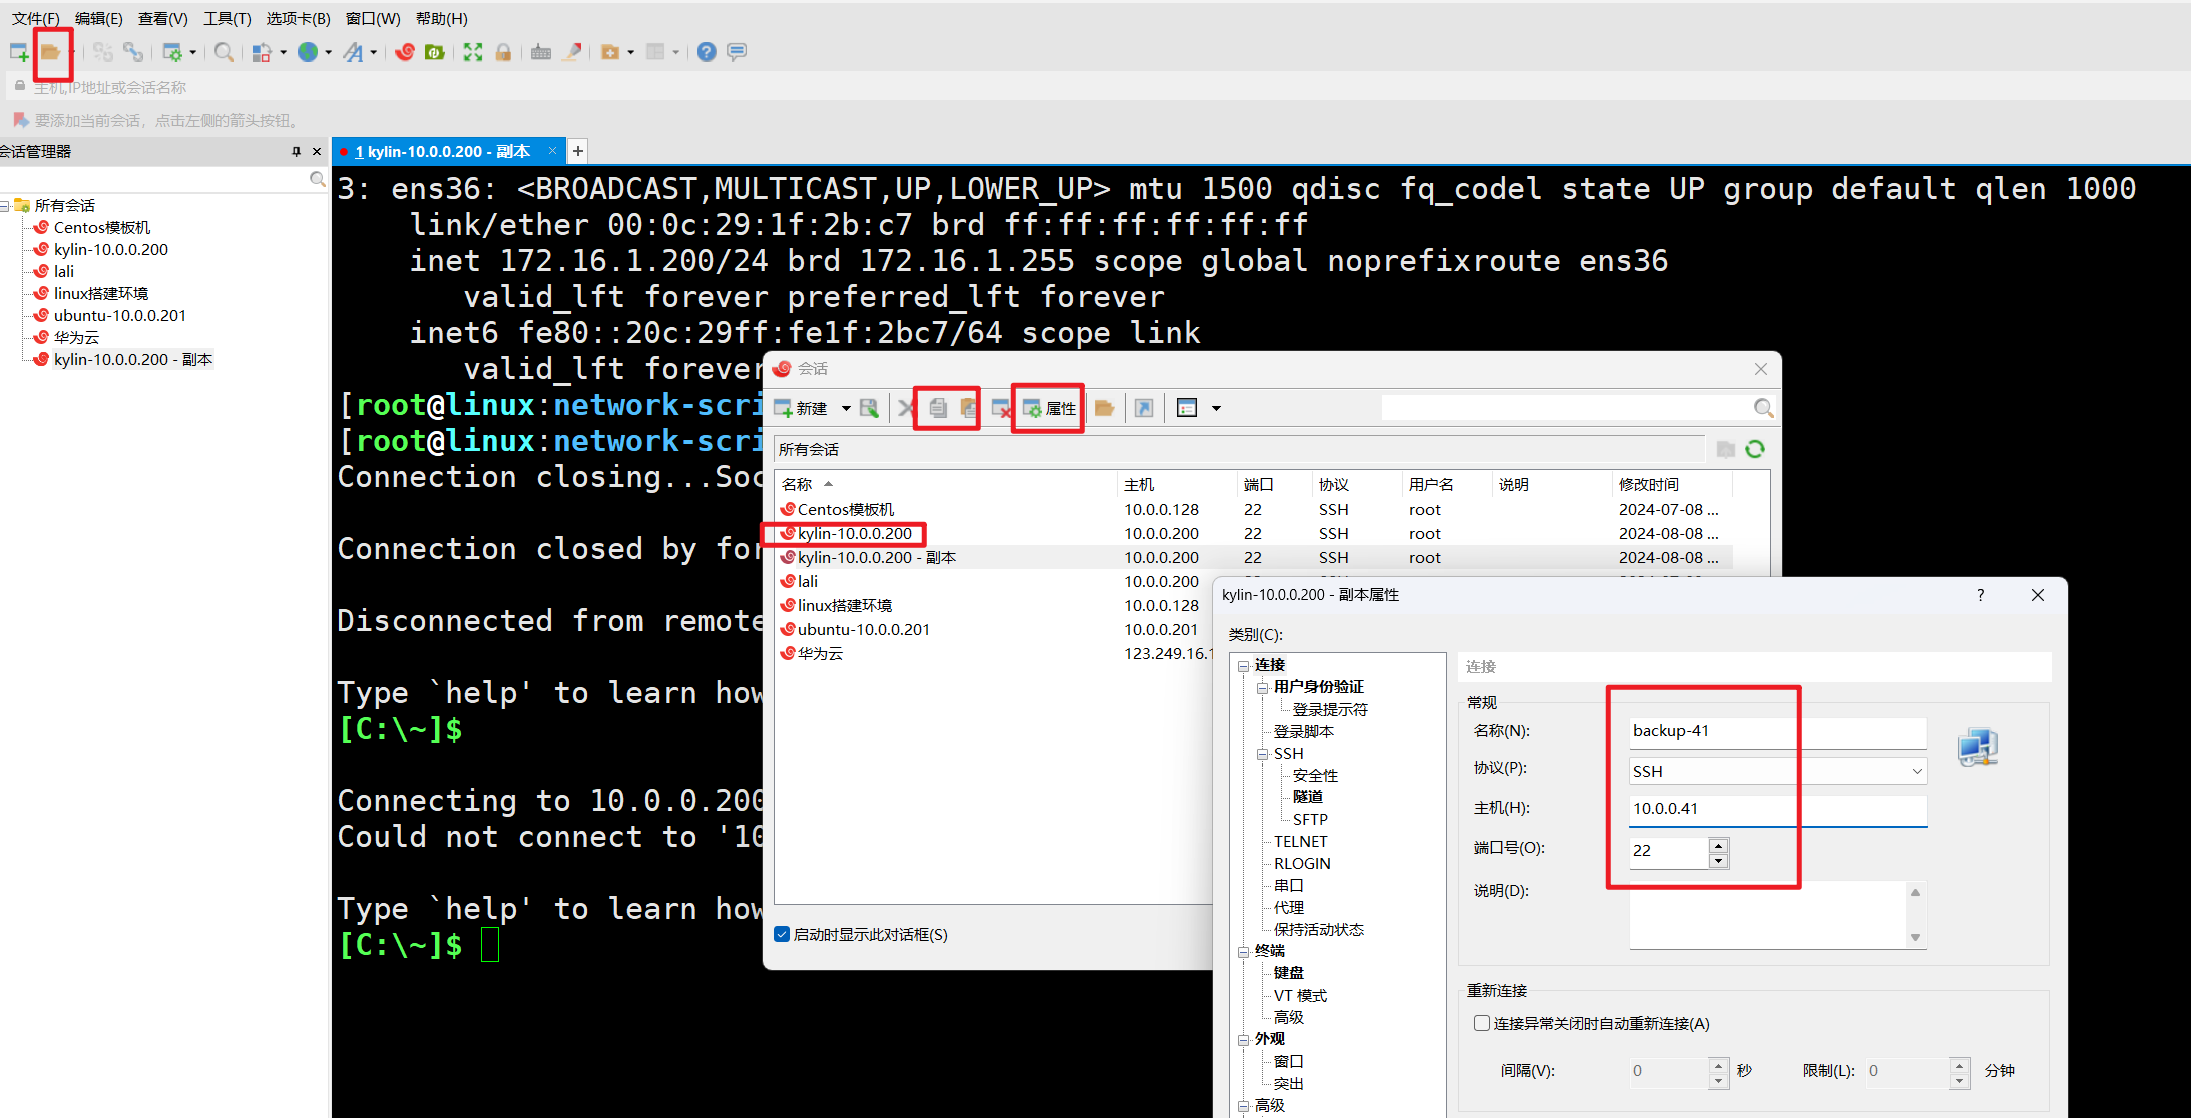 文件(F) 编辑(E) 查看(V) 工具(T) 选项卡(B) 窗口(W) 帮助(H)
主机,IP地址或会话名称
要添加当前会话，点击左侧的箭头按钮。
会话管理器
所有会话
Centos模板机
kylin-10.0.0.200
lali
linux搭建环境
ubuntu-10.0.0.201
华为云
kylin-10.0.0.200 - 副本
1 kylin-10.0.0.200 - 副本
3: ens36: <BROADCAST,MULTICAST,UP,LOWER_UP> mtu 1500 qdisc fq_codel state UP group default qlen 1000
link/ether 00:0c:29:1f:2b:c7 brd ff:ff:ff:ff:ff:ff
inet 172.16.1.200/24 brd 172.16.1.255 scope global noprefixroute ens36
valid_lft forever preferred_lft forever
inet6 fe80::20c:29ff:fe1f:2bc7/64 scope link
valid_lft forever
[root@linux:network-scri
[root@linux:network-scri
Connection closing...Soc
Connection closed by for
Disconnected from remote
Type `help' to learn how
[C:\~]$
Connecting to 10.0.0.200
Could not connect to '10
Type `help' to learn how
[C:\~]$
会话
新建 属性
所有会话
名称 主机 端口 协议 用户名 说明 修改时间
Centos模板机 10.0.0.128 22 SSH root 2024-07-08 ...
kylin-10.0.0.200 10.0.0.200 22 SSH root 2024-08-08 ...
kylin-10.0.0.200 - 副本 10.0.0.200 22 SSH root 2024-08-08 ...
lali 10.0.0.200
linux搭建环境 10.0.0.128
ubuntu-10.0.0.201 10.0.0.201
华为云 123.249.16.1
启动时显示此对话框(S)
kylin-10.0.0.200 - 副本属性
?
类别(C):
连接
用户身份验证
登录提示符
登录脚本
SSH
安全性
隧道
SFTP
TELNET
RLOGIN
串口
代理
保持活动状态
终端
键盘
VT 模式
高级
外观
窗口
突出
高级
连接
常规
名称(N): backup-41
协议(P): SSH
主机(H): 10.0.0.41
端口号(O): 22
说明(D):
重新连接
连接异常关闭时自动重新连接(A)
间隔(V): 0 秒 限制(L): 0 分钟